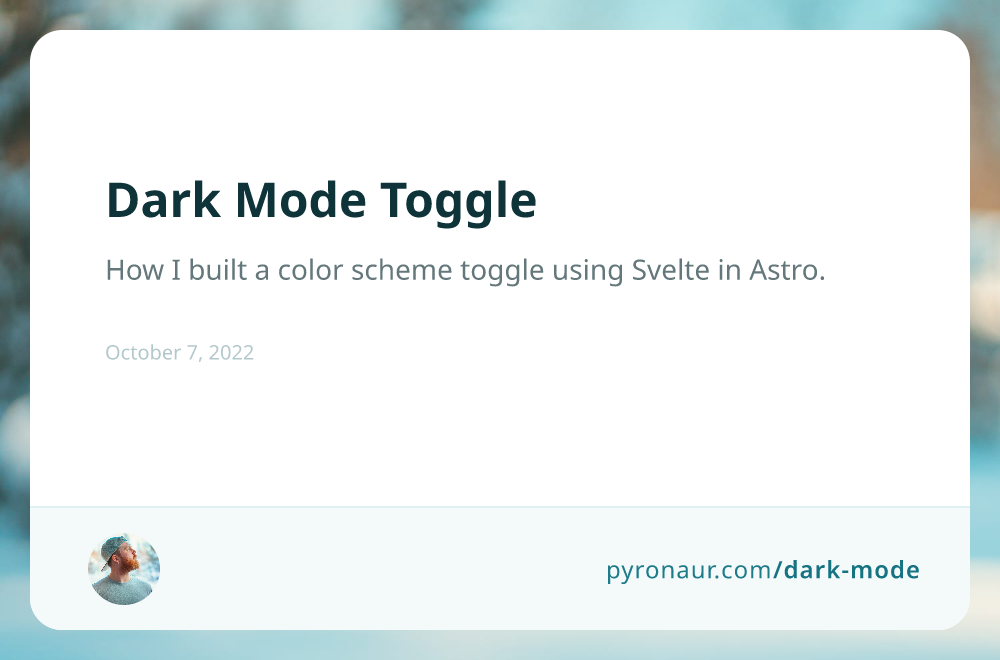 Dark Mode Toggle
How I built a color scheme toggle using Svelte in Astro.
October 7, 2022
pyronaur.com/dark-mode